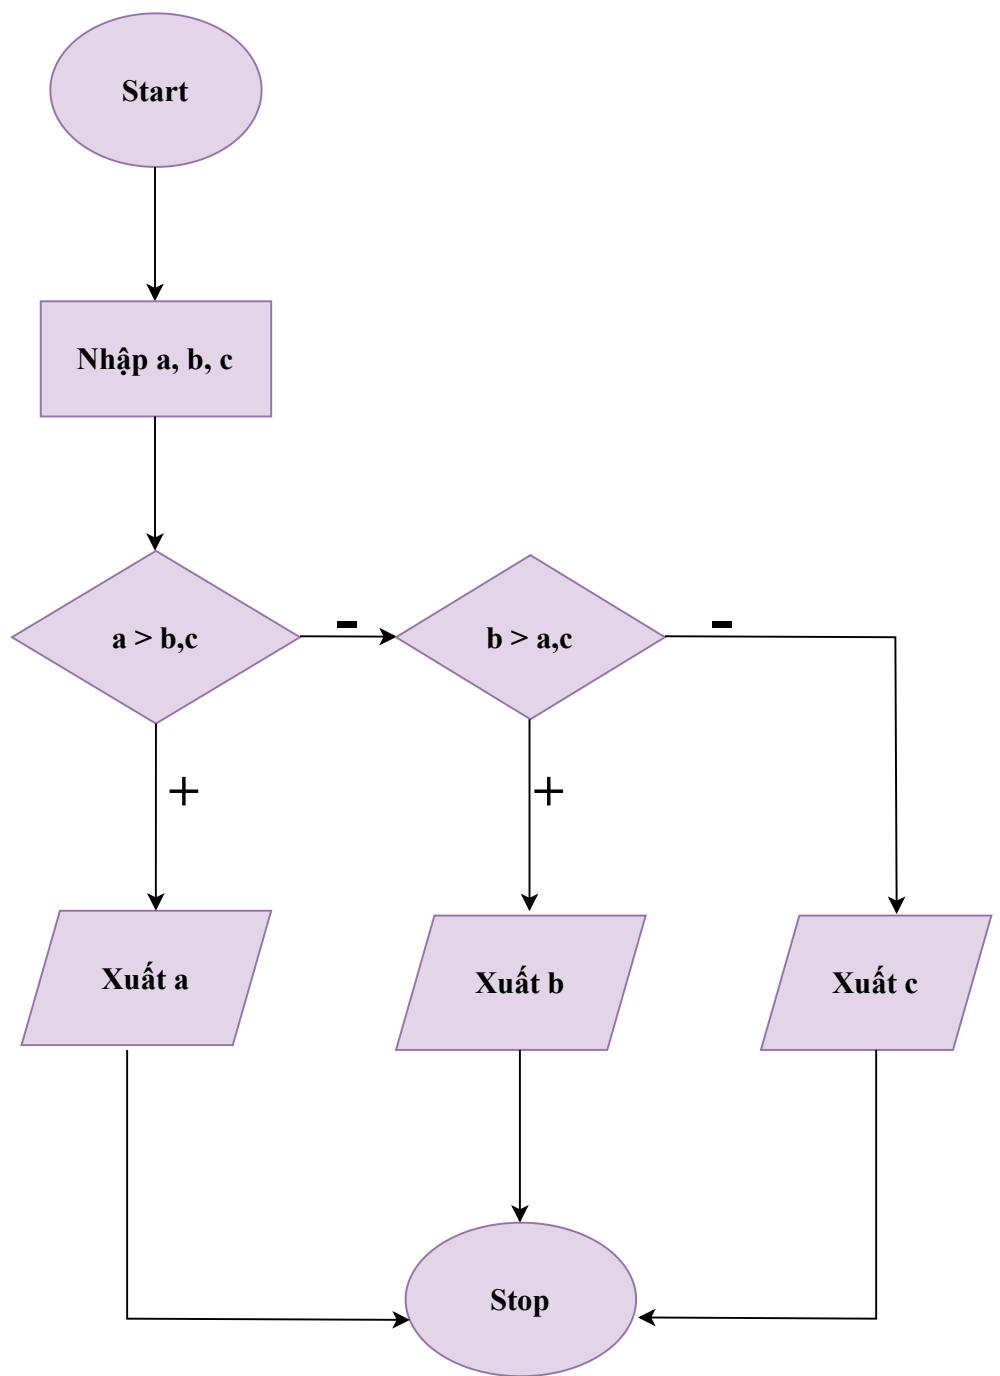 Start
Nhập a, b, c
a > b,c
-
b > a,c
-
+
+
Xuất a
Xuất b
Xuất c
Stop